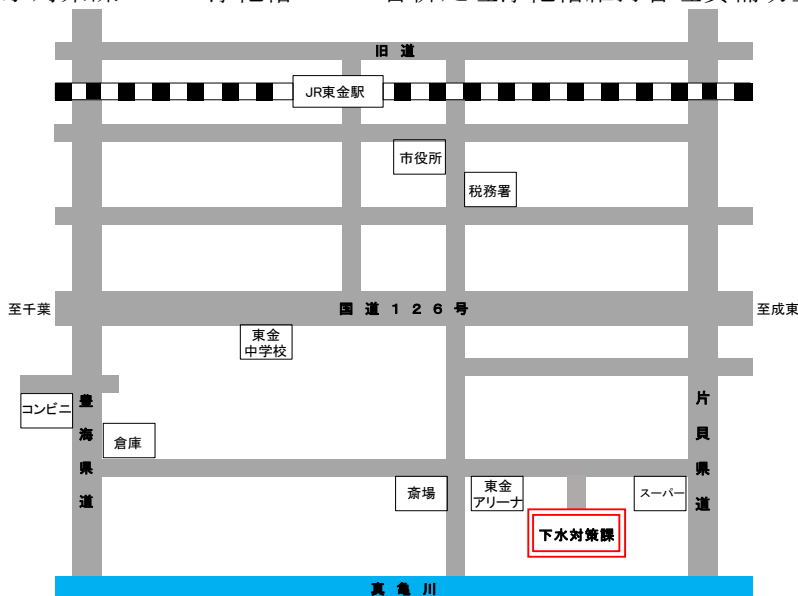 旧 道
JR東金駅
市役所
税務署
至千葉
国 道 1 2 6 号
至成東
東金
中学校
コンビニ
豊海県道
片貝県道
倉庫
斎場
東金
アリーナ
スーパー
下水対策課
真 亀 川